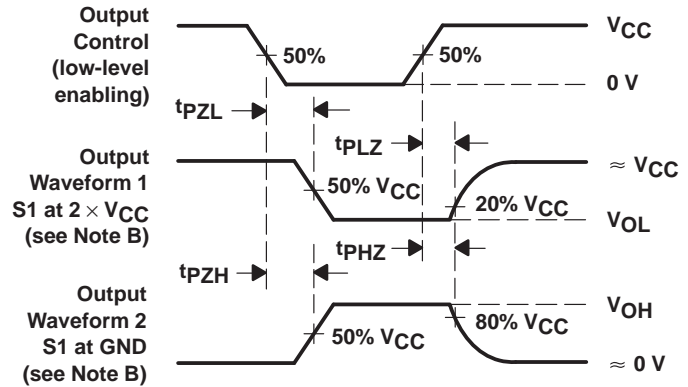 Output
Control
(low-level
enabling)
50%
50%
VCC
0 V
tPZL
tPLZ
Output
Waveform 1
S1 at 2 × VCC
(see Note B)
50% VCC
20% VCC
≈ VCC
VOL
tPZH
tPHZ
Output
Waveform 2
S1 at GND
(see Note B)
50% VCC
80% VCC
VOH
≈ 0 V